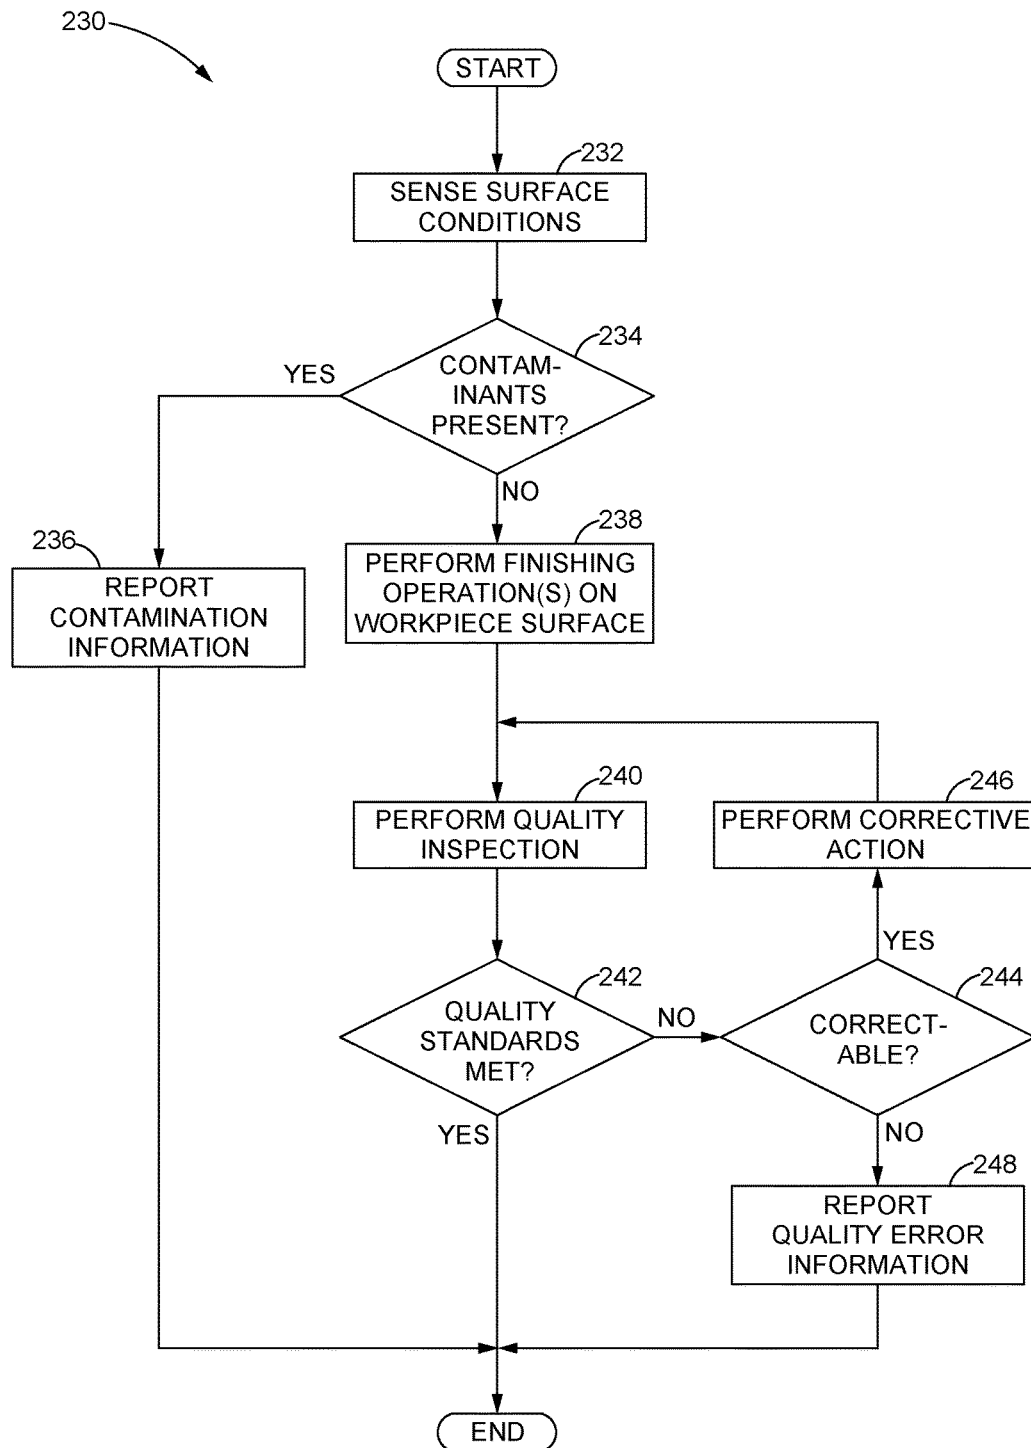 230
START
232
SENSE SURFACE
CONDITIONS
234
YES
CONTAM-
INANTS
PRESENT?
NO
236
REPORT
CONTAMINATION
INFORMATION
238
PERFORM FINISHING
OPERATION(S) ON
WORKPIECE SURFACE
240
PERFORM QUALITY
INSPECTION
246
PERFORM CORRECTIVE
ACTION
YES
242
QUALITY
STANDARDS
MET?
NO
244
CORRECT-
ABLE?
YES
NO
248
REPORT
QUALITY ERROR
INFORMATION
END